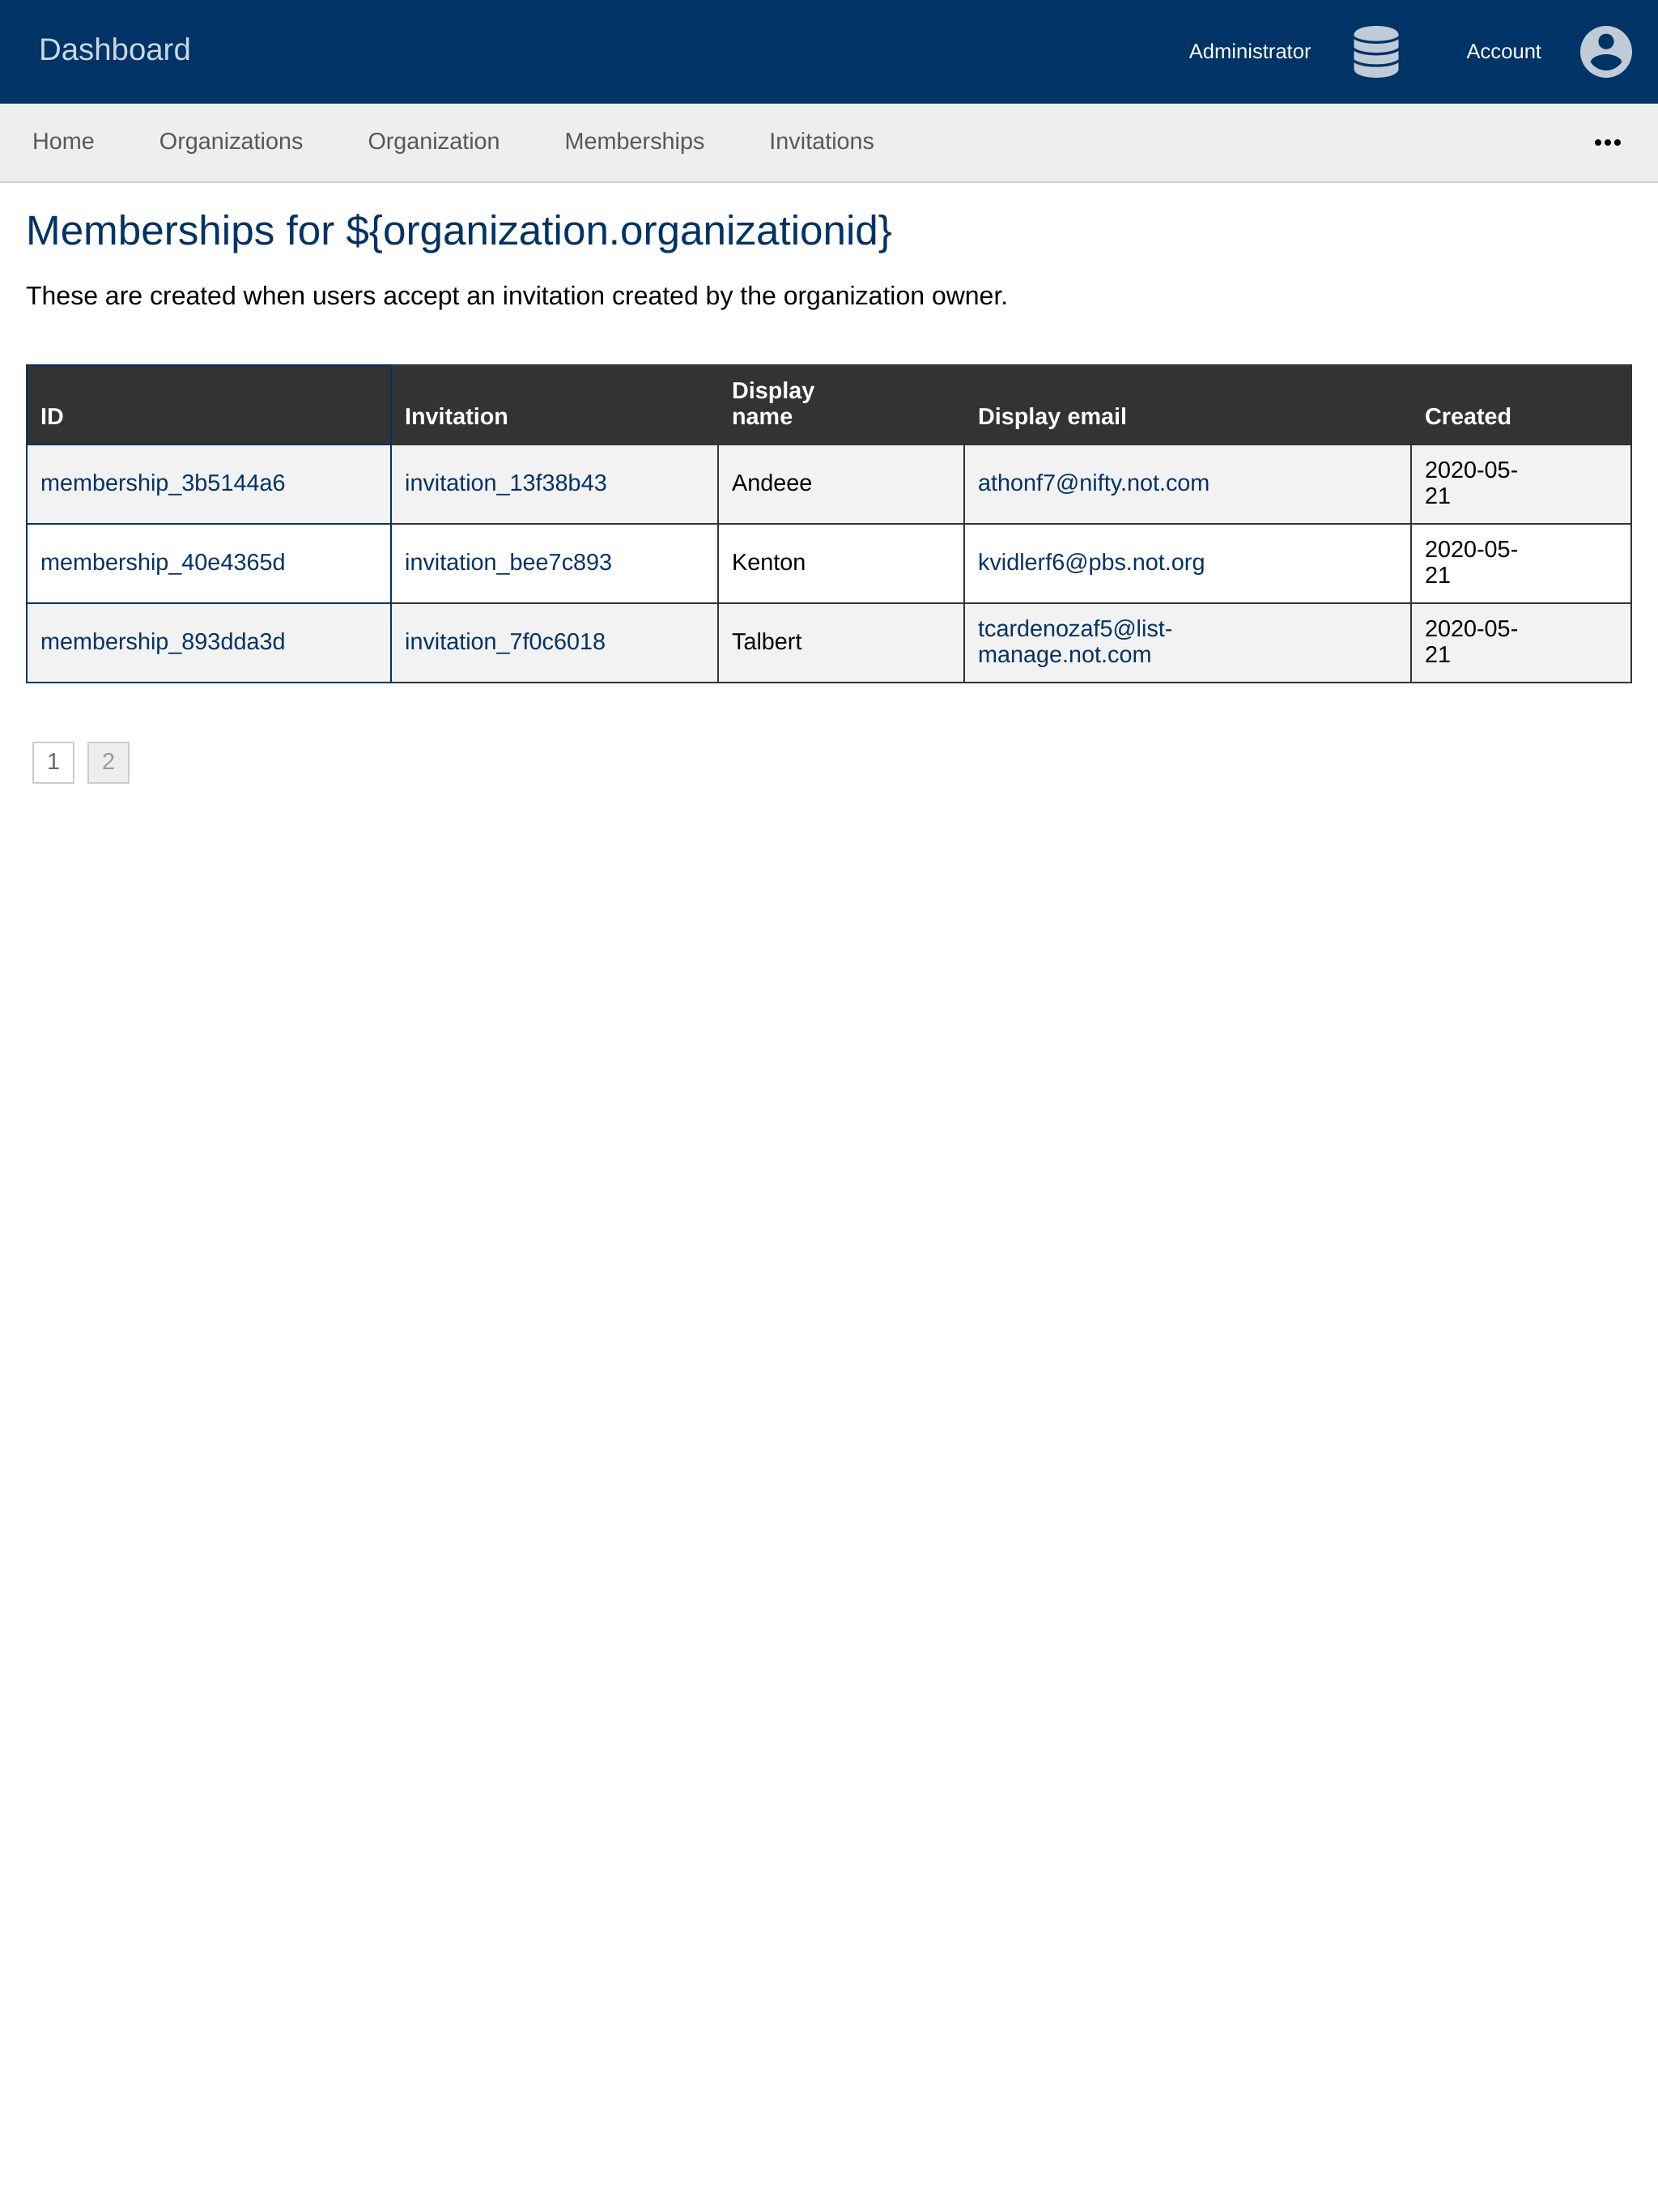 Dashboard
Administrator
Account
Home Organizations Organization Memberships Invitations
Memberships for ${organization.organizationid}
These are created when users accept an invitation created by the organization owner.
ID Invitation Display name Display email Created
membership_3b5144a6 invitation_13f38b43 Andeee athonf7@nifty.not.com 2020-05-21
membership_40e4365d invitation_bee7c893 Kenton kvidlerf6@pbs.not.org 2020-05-21
membership_893dda3d invitation_7f0c6018 Talbert tcardenozaf5@list-manage.not.com 2020-05-21
1 2